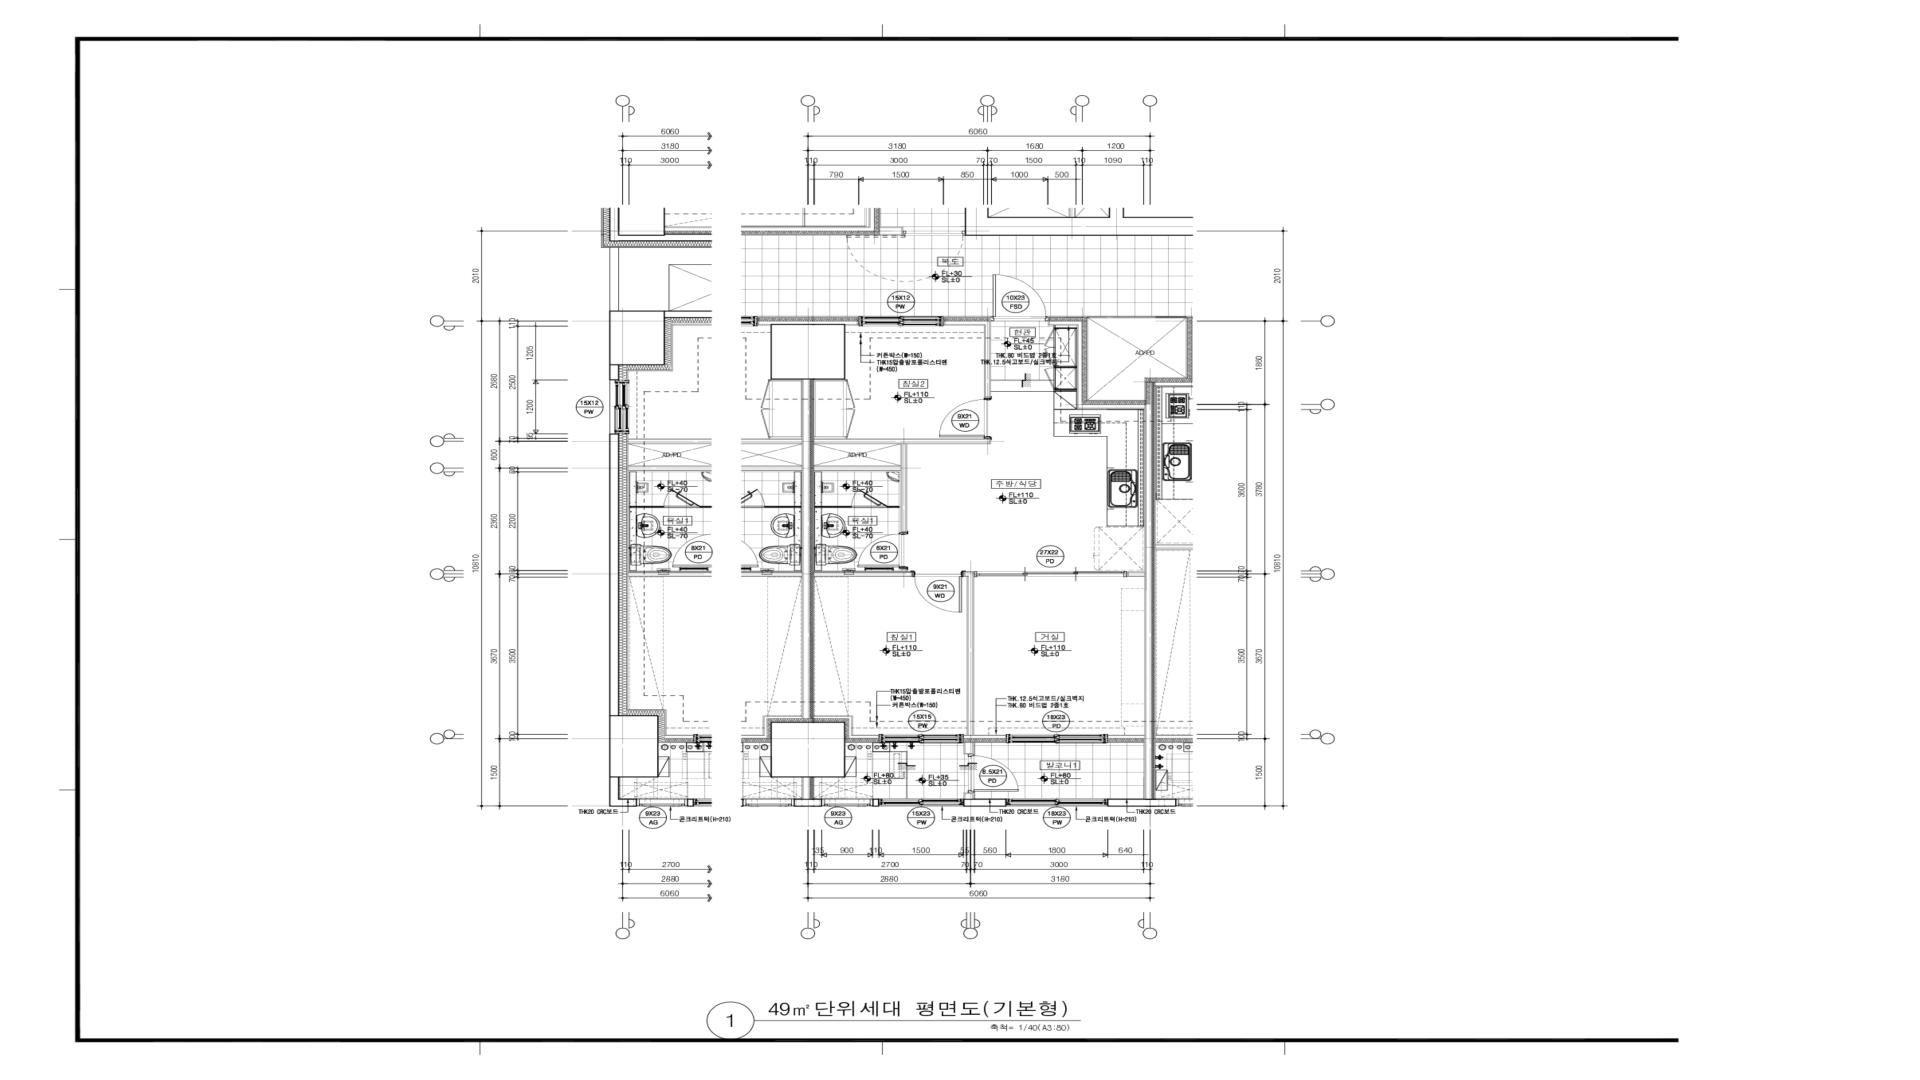 6060
6060
3180
3180
1680
1200
110
3000
110
3000
70
70
1500
110
1090
110
790
1500
850
1000
500
2010
2010
복도
FL+30
SL±0
15X12
PW
10X23
FSD
현관
FL+45
SL±0
THK.80 비드법 2종1호
THK.12.5석고보드/실크벽지
커튼박스(W=150)
THK15압출발포폴리스티렌
(W=450)
AD/PD
침실2
FL+110
SL±0
15X12
PW
9X21
WD
110
1205
2680
2500
1200
95
600
1860
110
AD/PD
AD/PD
FL+40
SL-70
FL+40
SL-70
주방/식당
FL+110
SL±0
욕실1
FL+40
SL-70
욕실1
FL+40
SL-70
8X21
PD
8X21
PD
27X22
PD
2360
2200
10810
3600
3780
10810
9X21
WD
침실1
FL+110
SL±0
거실
FL+110
SL±0
3670
3500
3500
3670
THK15압출발포폴리스티렌
(W=450)
커튼박스(W=150)
THK.12.5석고보드/실크벽지
THK.80 비드법 2종1호
15X15
PW
18X23
PD
100
100
1500
1500
FL+80
SL±0
FL+35
SL±0
8.5X21
PD
발코니1
FL+80
SL±0
THK20 CRC보드
9X23
AG
콘크리트턱(H=210)
9X23
AG
15X23
PW
콘크리트턱(H=210)
THK20 CRC보드
18X23
PW
콘크리트턱(H=210)
THK20 CRC보드
135
900
110
1500
55
560
1800
640
110
2700
110
2700
70
70
3000
110
2880
2880
3180
6060
6060
1
49㎡단위세대 평면도(기본형)
축척= 1/40(A3:80)